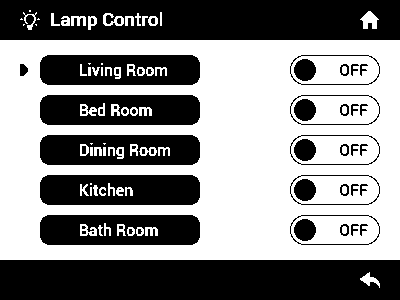 Lamp Control
Living Room OFF
Bed Room OFF
Dining Room OFF
Kitchen OFF
Bath Room OFF